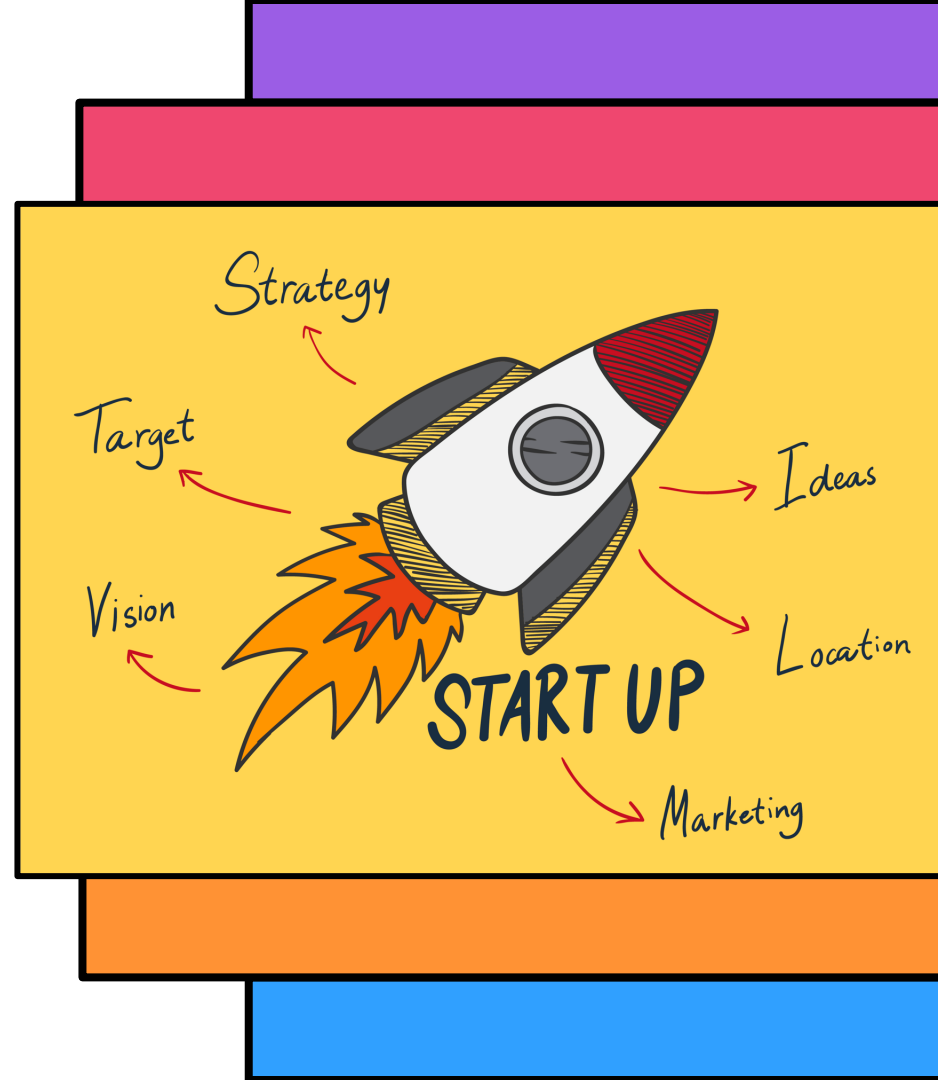 Strategy
Target
Ideas
Vision
Location
START UP
Marketing